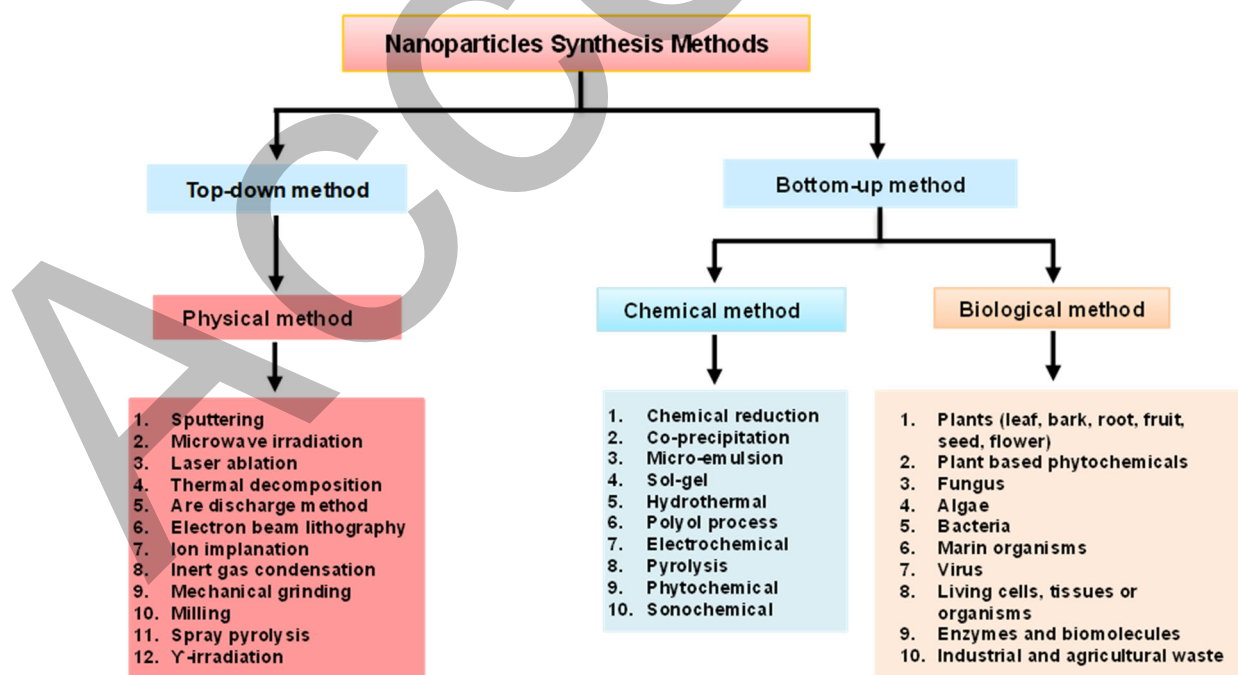 Nanoparticles Synthesis Methods
Top-down method
Bottom-up method
Physical method
Chemical method
Biological method
1. Sputtering
2. Microwave irradiation
3. Laser ablation
4. Thermal decomposition
5. Are discharge method
6. Electron beam lithography
7. Ion implanation
8. Inert gas condensation
9. Mechanical grinding
10. Milling
11. Spray pyrolysis
12. ϒ-irradiation
1. Chemical reduction
2. Co-precipitation
3. Micro-emulsion
4. Sol-gel
5. Hydrothermal
6. Polyol process
7. Electrochemical
8. Pyrolysis
9. Phytochemical
10. Sonochemical
1. Plants (leaf, bark, root, fruit,
seed, flower)
2. Plant based phytochemicals
3. Fungus
4. Algae
5. Bacteria
6. Marin organisms
7. Virus
8. Living cells, tissues or
organisms
9. Enzymes and biomolecules
10. Industrial and agricultural waste